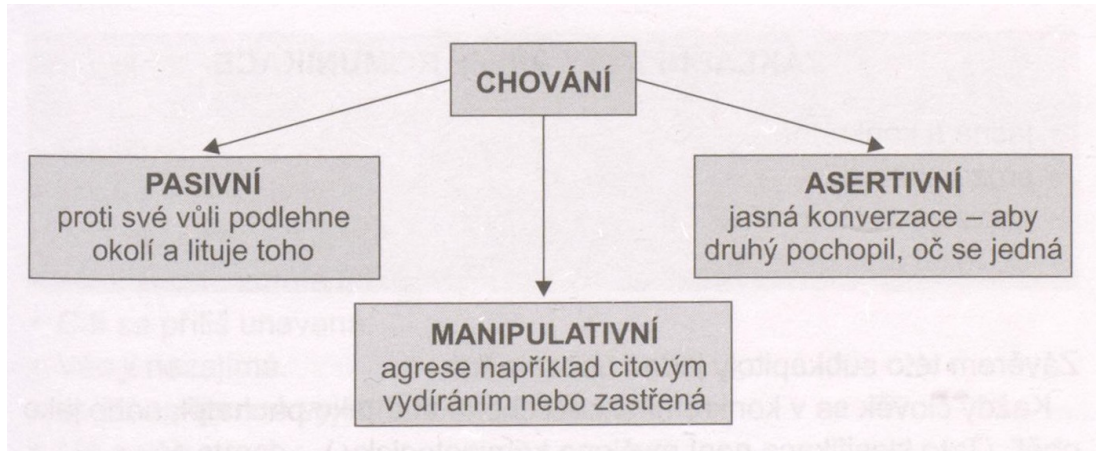 CHOVÁNÍ
PASIVNÍ
proti své vůli podlehne
okolí a lituje toho
ASERTIVNÍ
jasná konverzace – aby
druhý pochopil, oč se jedná
MANIPULATIVNÍ
agrese například citovým
vydíráním nebo zastřená